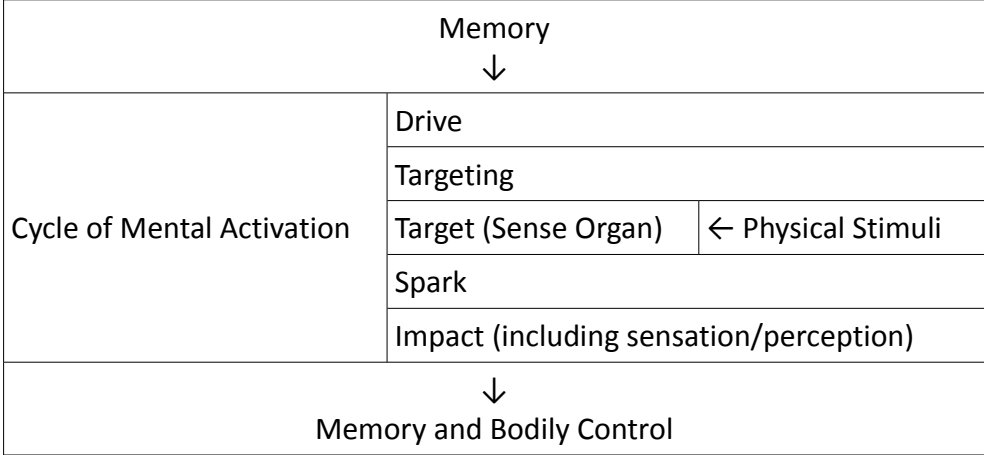 Memory
↓
Drive
Targeting
Cycle of Mental Activation
Target (Sense Organ)
← Physical Stimuli
Spark
Impact (including sensation/perception)
↓
Memory and Bodily Control